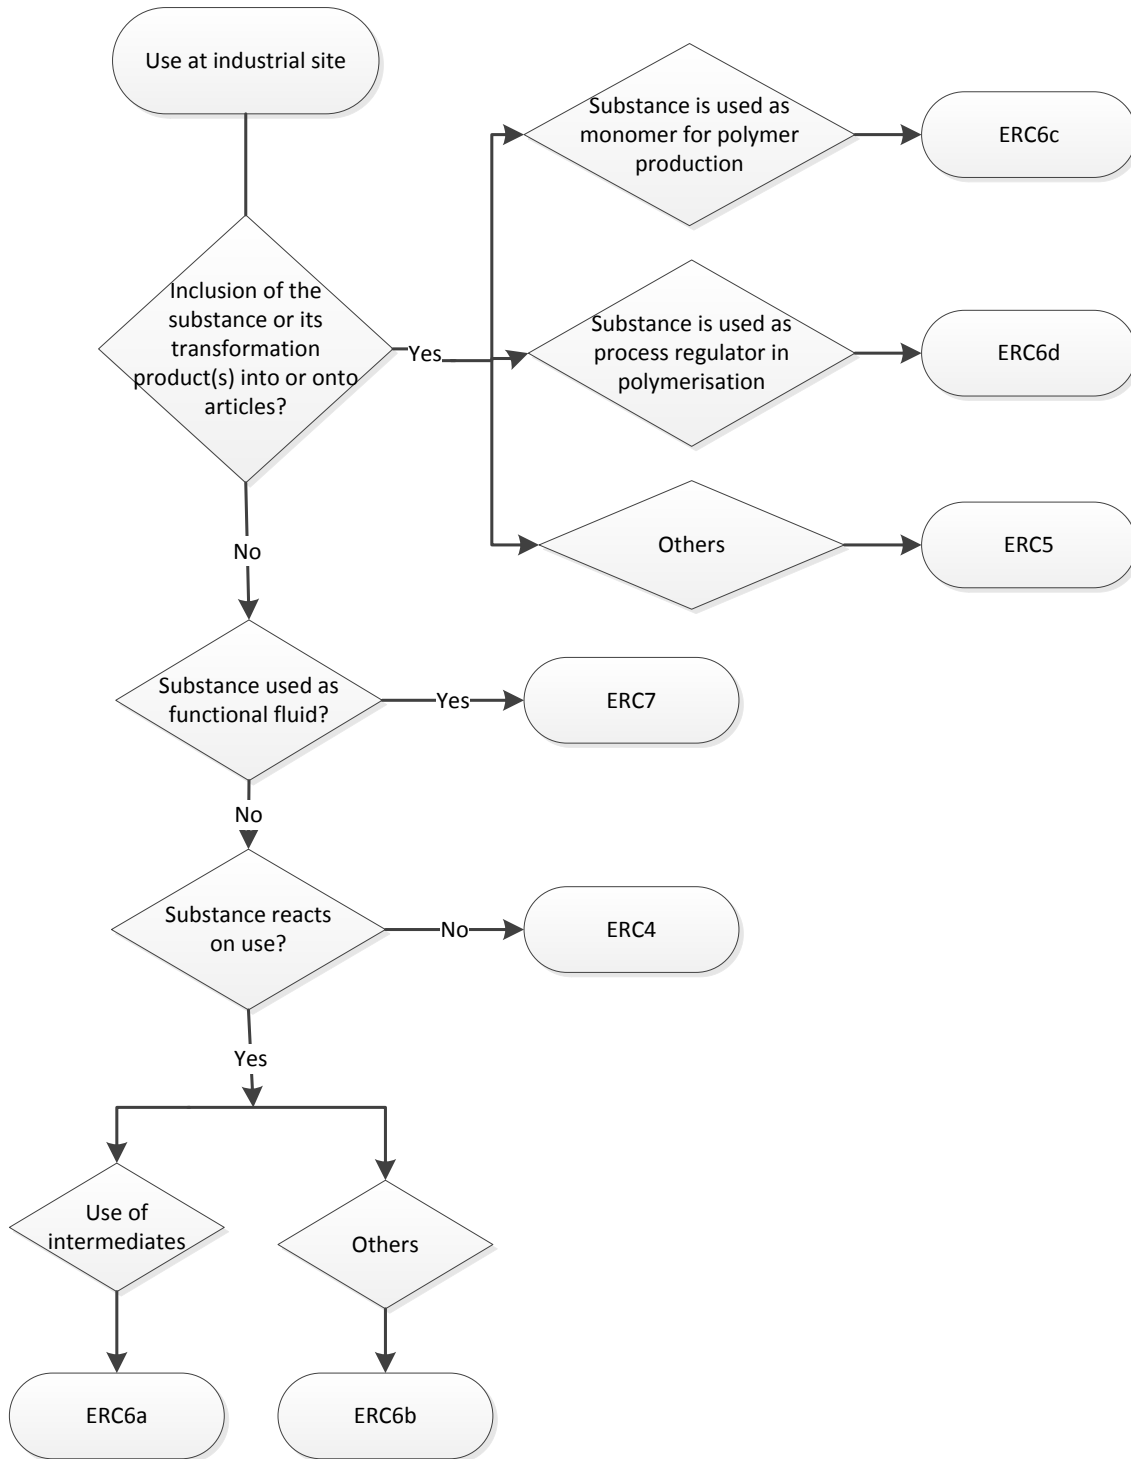 Use at industrial site
Substance is used as
monomer for polymer
production
ERC6c
Inclusion of the
substance or its
transformation
product(s) into or onto
articles?
Yes
Substance is used as
process regulator in
polymerisation
ERC6d
Others
ERC5
No
Substance used as
functional fluid?
Yes
ERC7
No
Substance reacts
on use?
No
ERC4
Yes
Use of
intermediates
Others
ERC6a
ERC6b